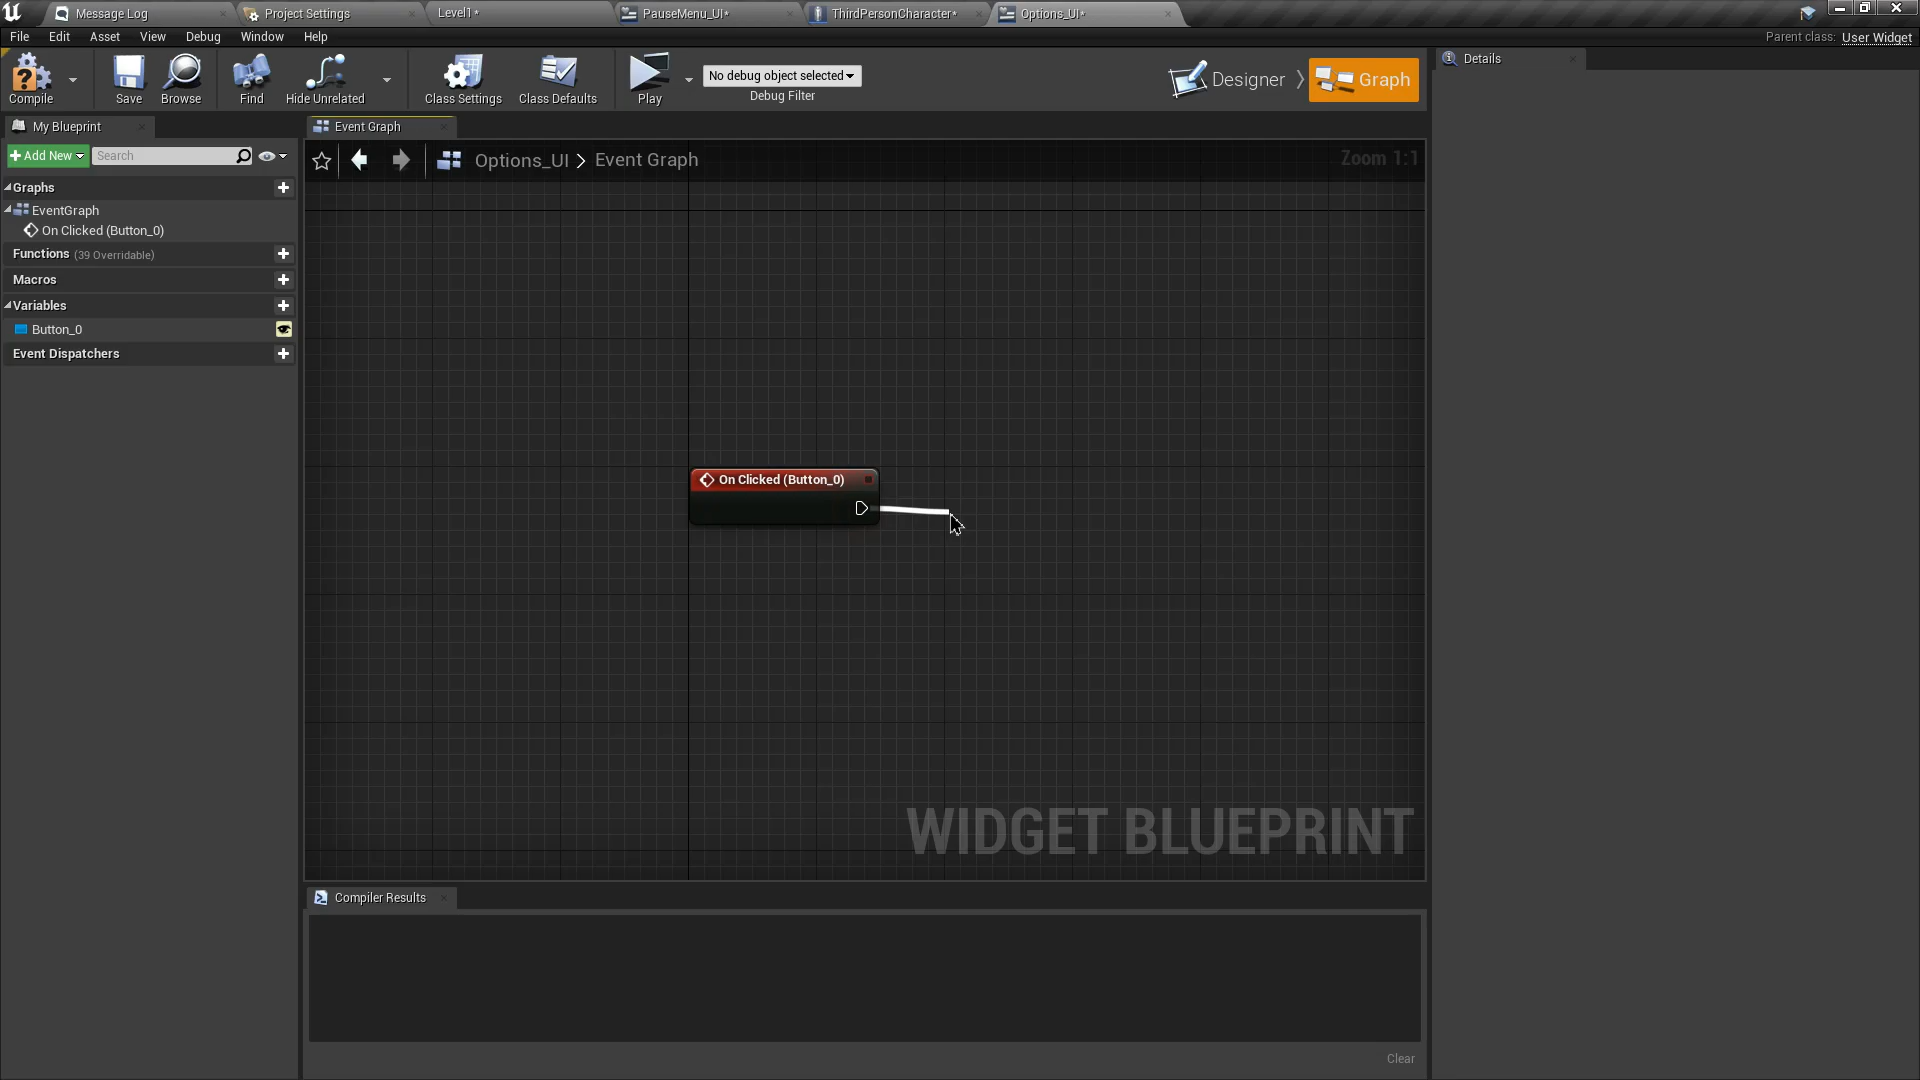 Message Log
Project Settings
Level1*
PauseMenu_UI*
ThirdPersonCharacter*
Options_UI*
File
Edit
Asset
View
Debug
Window
Help
Parent class:
User Widget
Compile
Save
Browse
Find
Hide Unrelated
Class Settings
Class Defaults
Play
No debug object selected
Debug Filter
Designer
Graph
Details
My Blueprint
Add New
Search
Graphs
EventGraph
On Clicked (Button_0)
Functions (39 Overridable)
Macros
Variables
Button_0
Event Dispatchers
Event Graph
Options_UI > Event Graph
Zoom 1:1
On Clicked (Button_0)
WIDGET BLUEPRINT
Compiler Results
Clear